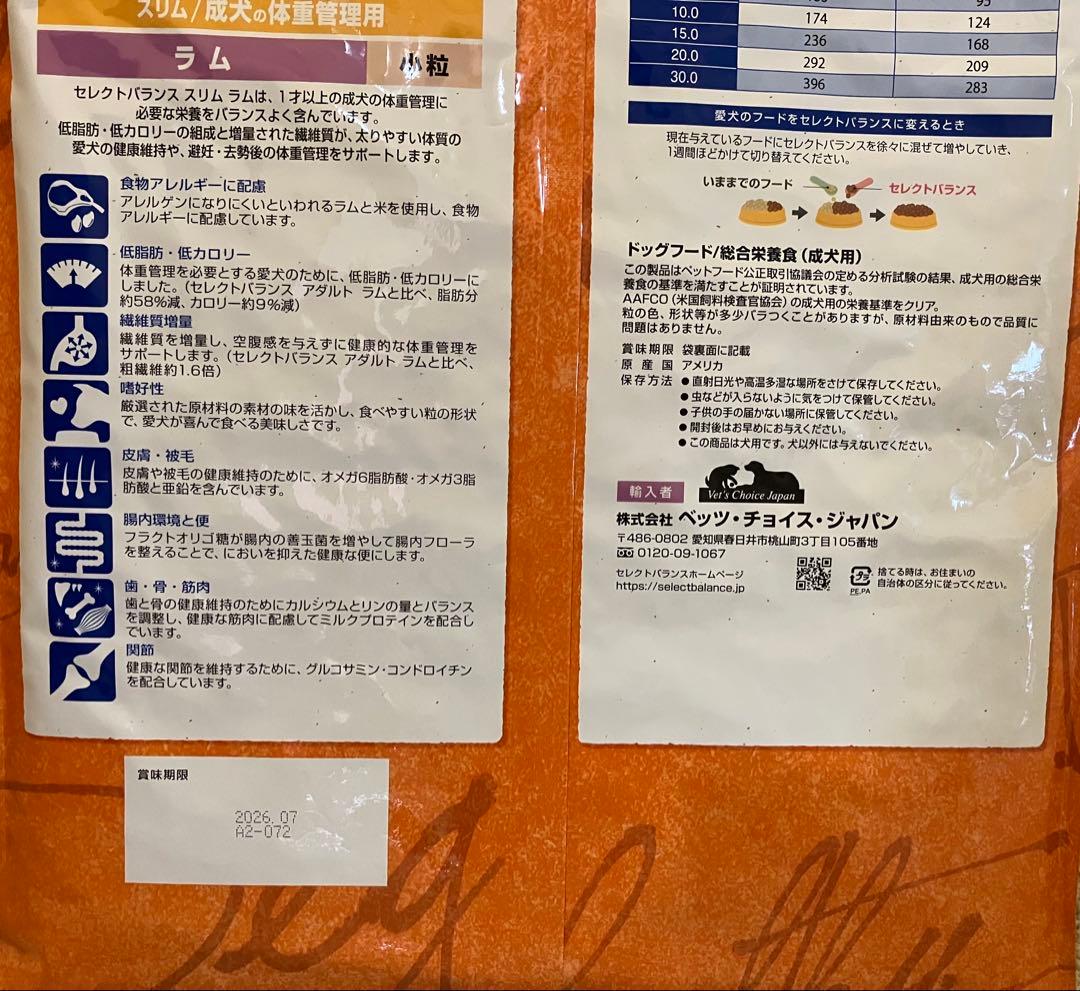 スリム/成犬の体重管理用
ラム
小粒
セレクトバランス スリム ラムは、1才以上の成犬の体重管理に
必要な栄養をバランスよく含んでいます。
低脂肪・低カロリーの組成と増量された繊維質が、太りやすい体質の
愛犬の健康維持や、避妊・去勢後の体重管理をサポートします。
食物アレルギーに配慮
アレルゲンになりにくいといわれるラムと米を使用し、食物
アレルギーに配慮しています。
低脂肪・低カロリー
体重管理を必要とする愛犬のために、低脂肪・低カロリーに
しました。(セレクトバランス アダルト ラムと比べ、脂肪分
約58%減、カロリー約9%減)
繊維質増量
繊維質を増量し、空腹感を与えずに健康的な体重管理を
サポートします。(セレクトバランス アダルト ラムと比べ、
粗繊維約1.6倍)
嗜好性
厳選された原材料の素材の味を活かし、食べやすい粒の形状
で、愛犬が喜んで食べる美味しさです。
皮膚・被毛
皮膚や被毛の健康維持のために、オメガ6脂肪酸・オメガ3脂
肪酸と亜鉛を含んでいます。
腸内環境と便
フラクトオリゴ糖が腸内の善玉菌を増やして腸内フローラ
を整えることで、においを抑えた健康な便にします。
歯・骨・筋肉
歯と骨の健康維持のためにカルシウムとリンの量とバランス
を調整し、健康な筋肉に配慮してミルクプロテインを配合し
ています。
関節
健康な関節を維持するために、グルコサミン・コンドロイチン
を配合しています。
賞味期限
2026.07
A2-072
10.0 174 124
15.0 236 168
20.0 292 209
30.0 396 283
愛犬のフードをセレクトバランスに変えるとき
現在与えているフードにセレクトバランスを徐々に混ぜて増やしていき、
1週間ほどかけて切り替えてください。
いままでのフード
セレクトバランス
ドッグフード/総合栄養食(成犬用)
この製品はペットフード公正取引協議会の定める分析試験の結果、成犬用の総合栄
養食の基準を満たすことが証明されています。
AAFCO(米国飼料検査官協会)の成犬用の栄養基準をクリア。
粒の色、形状等が多少バラつくことがありますが、原材料由来のもので品質に
問題はありません。
賞味期限 袋裏面に記載
原産国 アメリカ
保存方法 ●直射日光や高温多湿な場所をさけて保存してください。
●虫などが入らないように気をつけて保管してください。
●子供の手の届かない場所に保管してください。
●開封後はお早めにお与えください。
●この商品は犬用です。犬以外には与えないでください。
輸入者
Vet's Choice Japan
株式会社 ベッツ・チョイス・ジャパン
〒486-0802 愛知県春日井市桃山町3丁目105番地
0120-09-1067
セレクトバランスホームページ
https://selectbalance.jp
プラ
PE,PA
捨てる時は、お住まいの
自治体の区分に従ってください。